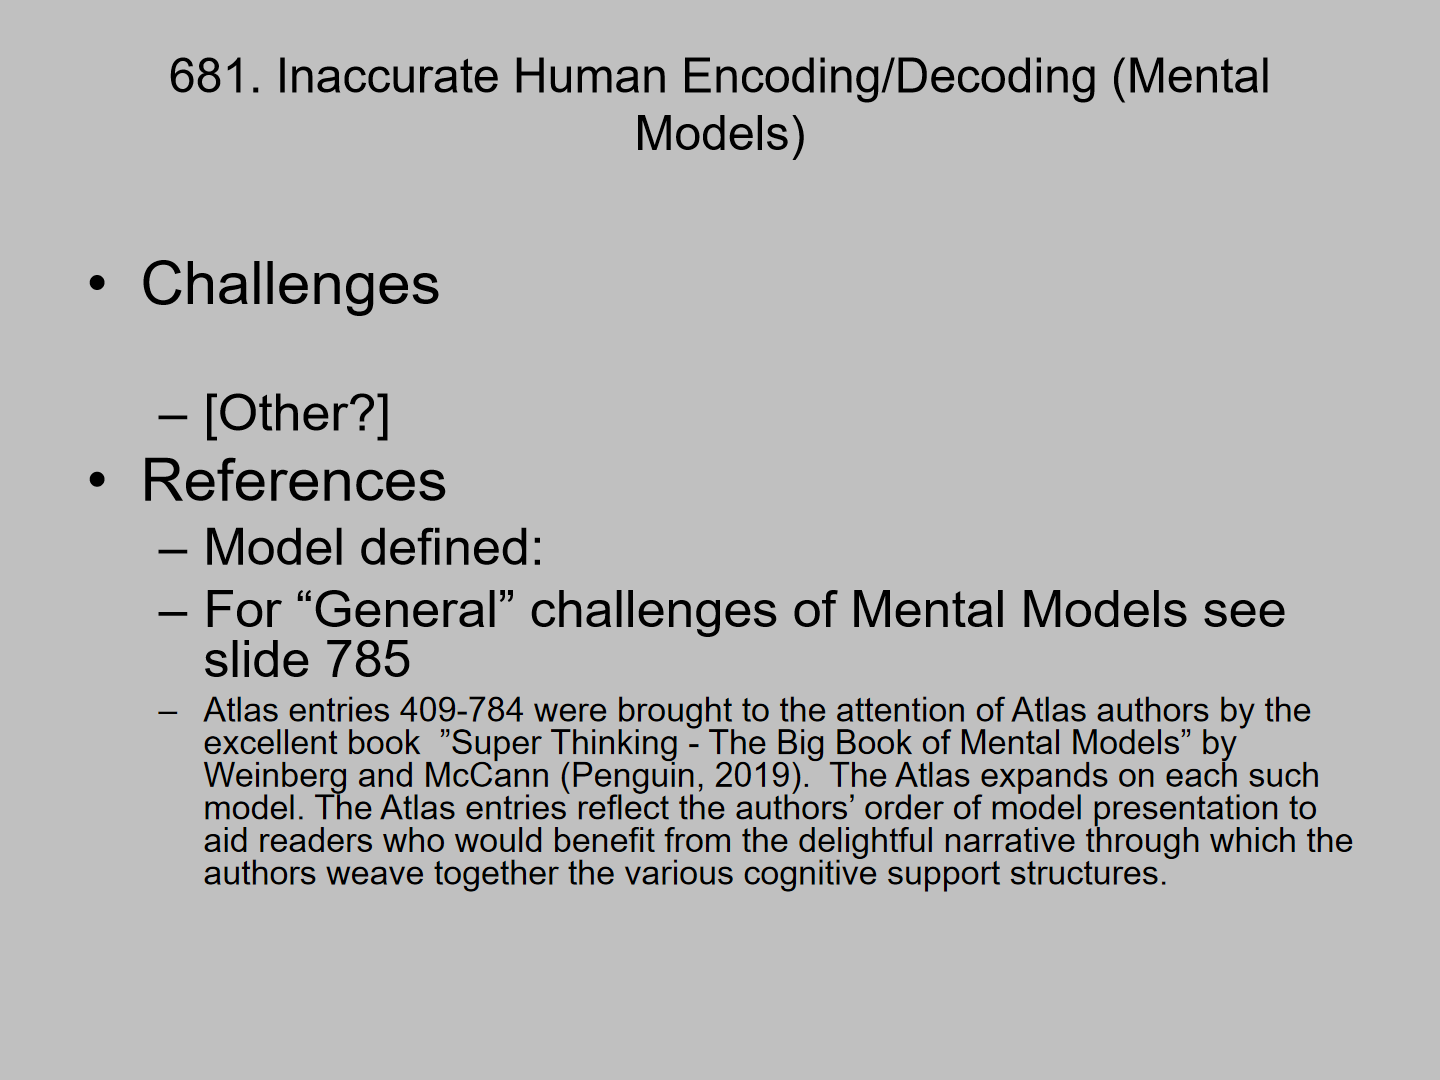 681. Inaccurate Human Encoding/Decoding (Mental
Models)
• Challenges
– [Other?]
• References
– Model defined:
– For “General” challenges of Mental Models see
slide 785
– Atlas entries 409-784 were brought to the attention of Atlas authors by the
excellent book  ”Super Thinking - The Big Book of Mental Models” by
Weinberg and McCann (Penguin, 2019).  The Atlas expands on each such
model. The Atlas entries reflect the authors’ order of model presentation to
aid readers who would benefit from the delightful narrative through which the
authors weave together the various cognitive support structures.